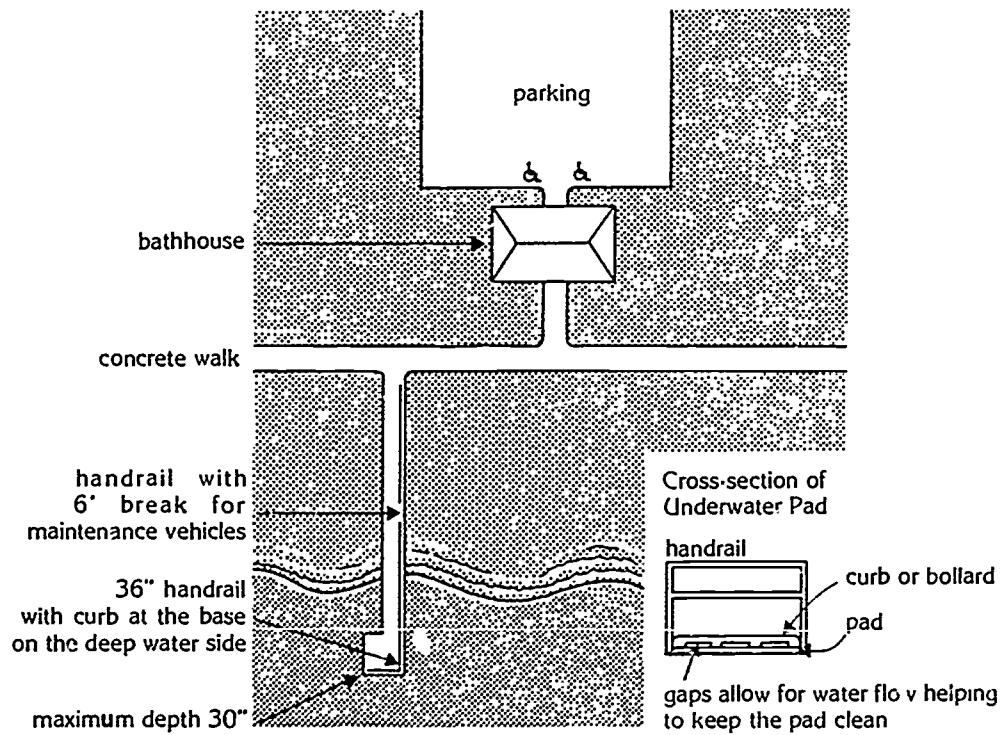 parking
bathhouse
concrete walk
handrail with
6' break for
maintenance vehicles
36" handrail
with curb at the base
on the deep water side
maximum depth 30"
Cross-section of
Underwater Pad
handrail
curb or bollard
pad
gaps allow for water flo v helping
to keep the pad clean